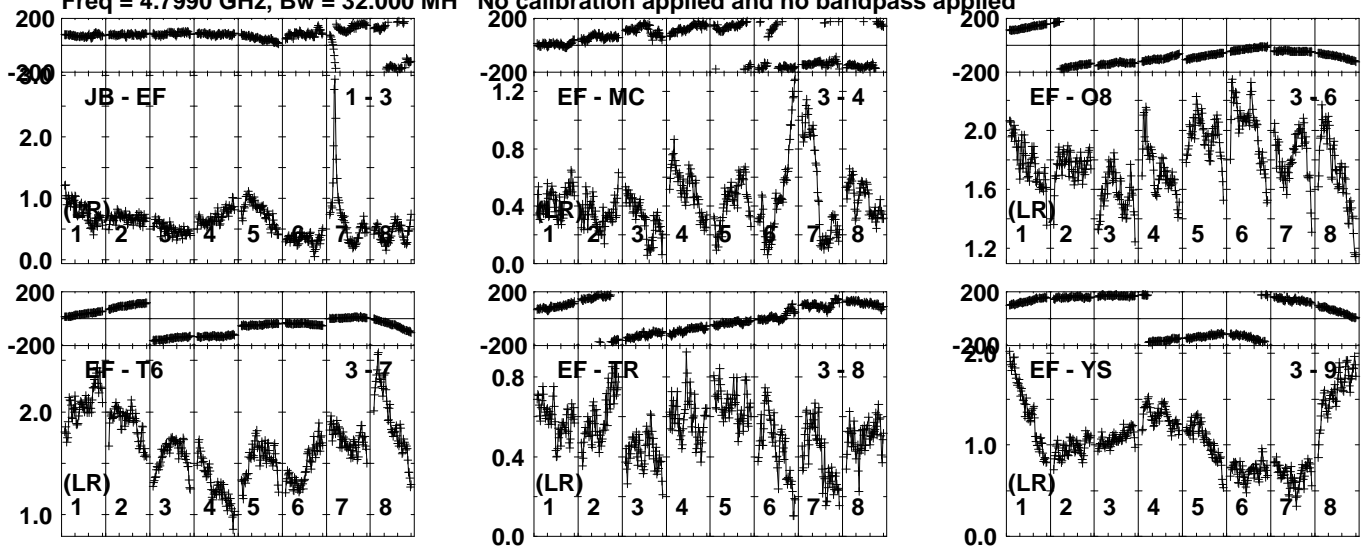 Freq = 4.7990 GHz, Bw = 32.000 MH No calibration applied and no bandpass applied
200
-200
JB - EF
1 - 3
3.0
2.0
1.0
0.0
(LR)
1 2 3 4 5 6 7 8
200
-200
EF - MC
3 - 4
1.2
0.8
0.4
0.0
(LR)
1 2 3 4 5 6 7 8
200
-200
EF - O8
3 - 6
2.0
1.6
1.2
(LR)
1 2 3 4 5 6 7 8
200
-200
EF - T6
3 - 7
2.0
1.0
(LR)
1 2 3 4 5 6 7 8
200
-200
EF - TR
3 - 8
0.8
0.4
0.0
(LR)
1 2 3 4 5 6 7 8
200
-200
EF - YS
3 - 9
2.0
1.0
0.0
(LR)
1 2 3 4 5 6 7 8